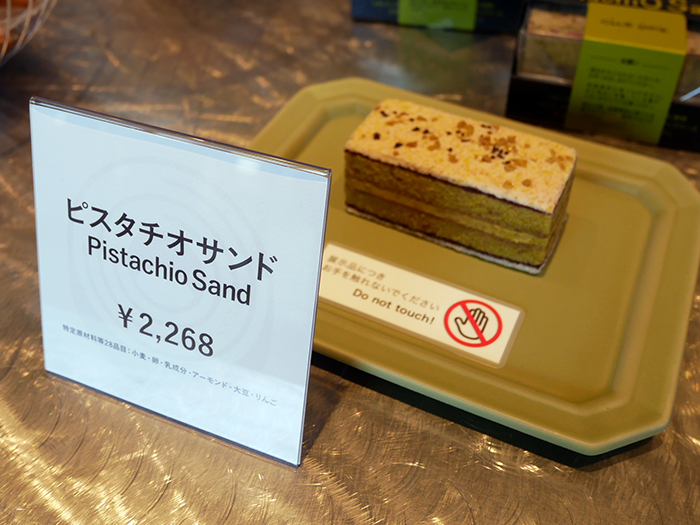 ピスタチオサンド
Pistachio Sand
¥2,268
特定原材料等28品目：小麦・卵・乳成分・アーモンド・大豆・りんご
展示品につき
お手を触れないでください
Do not touch!